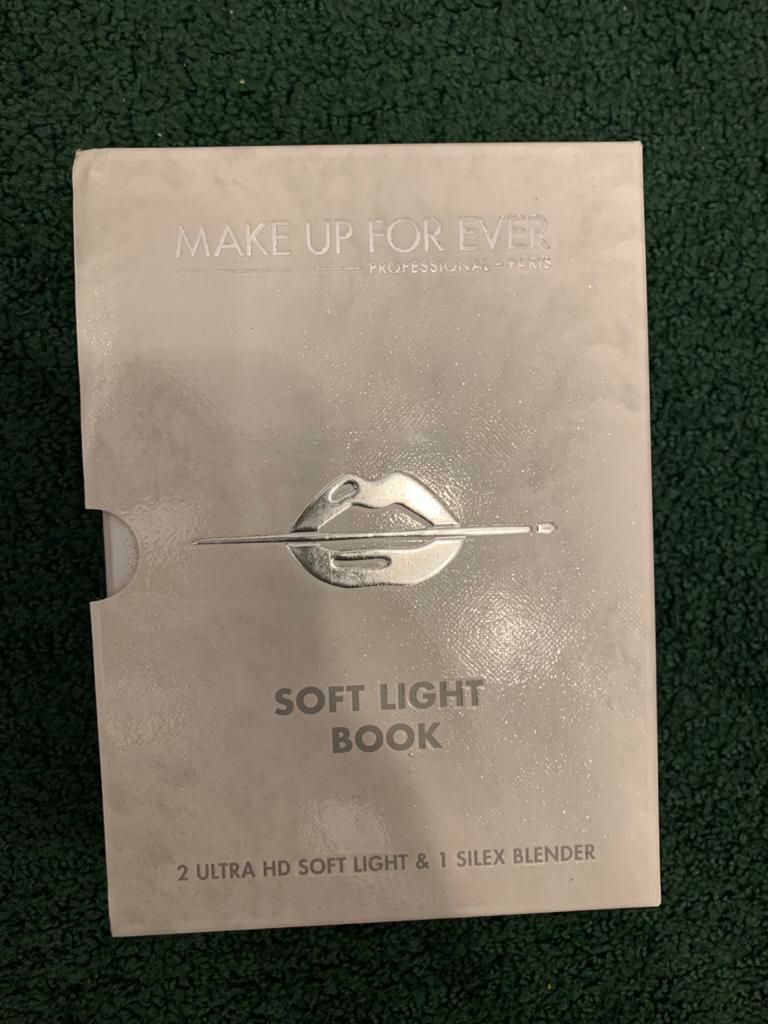 MAKE UP FOR EVER
PROFESSIONAL – PARIS
SOFT LIGHT
BOOK
2 ULTRA HD SOFT LIGHT & 1 SILEX BLENDER